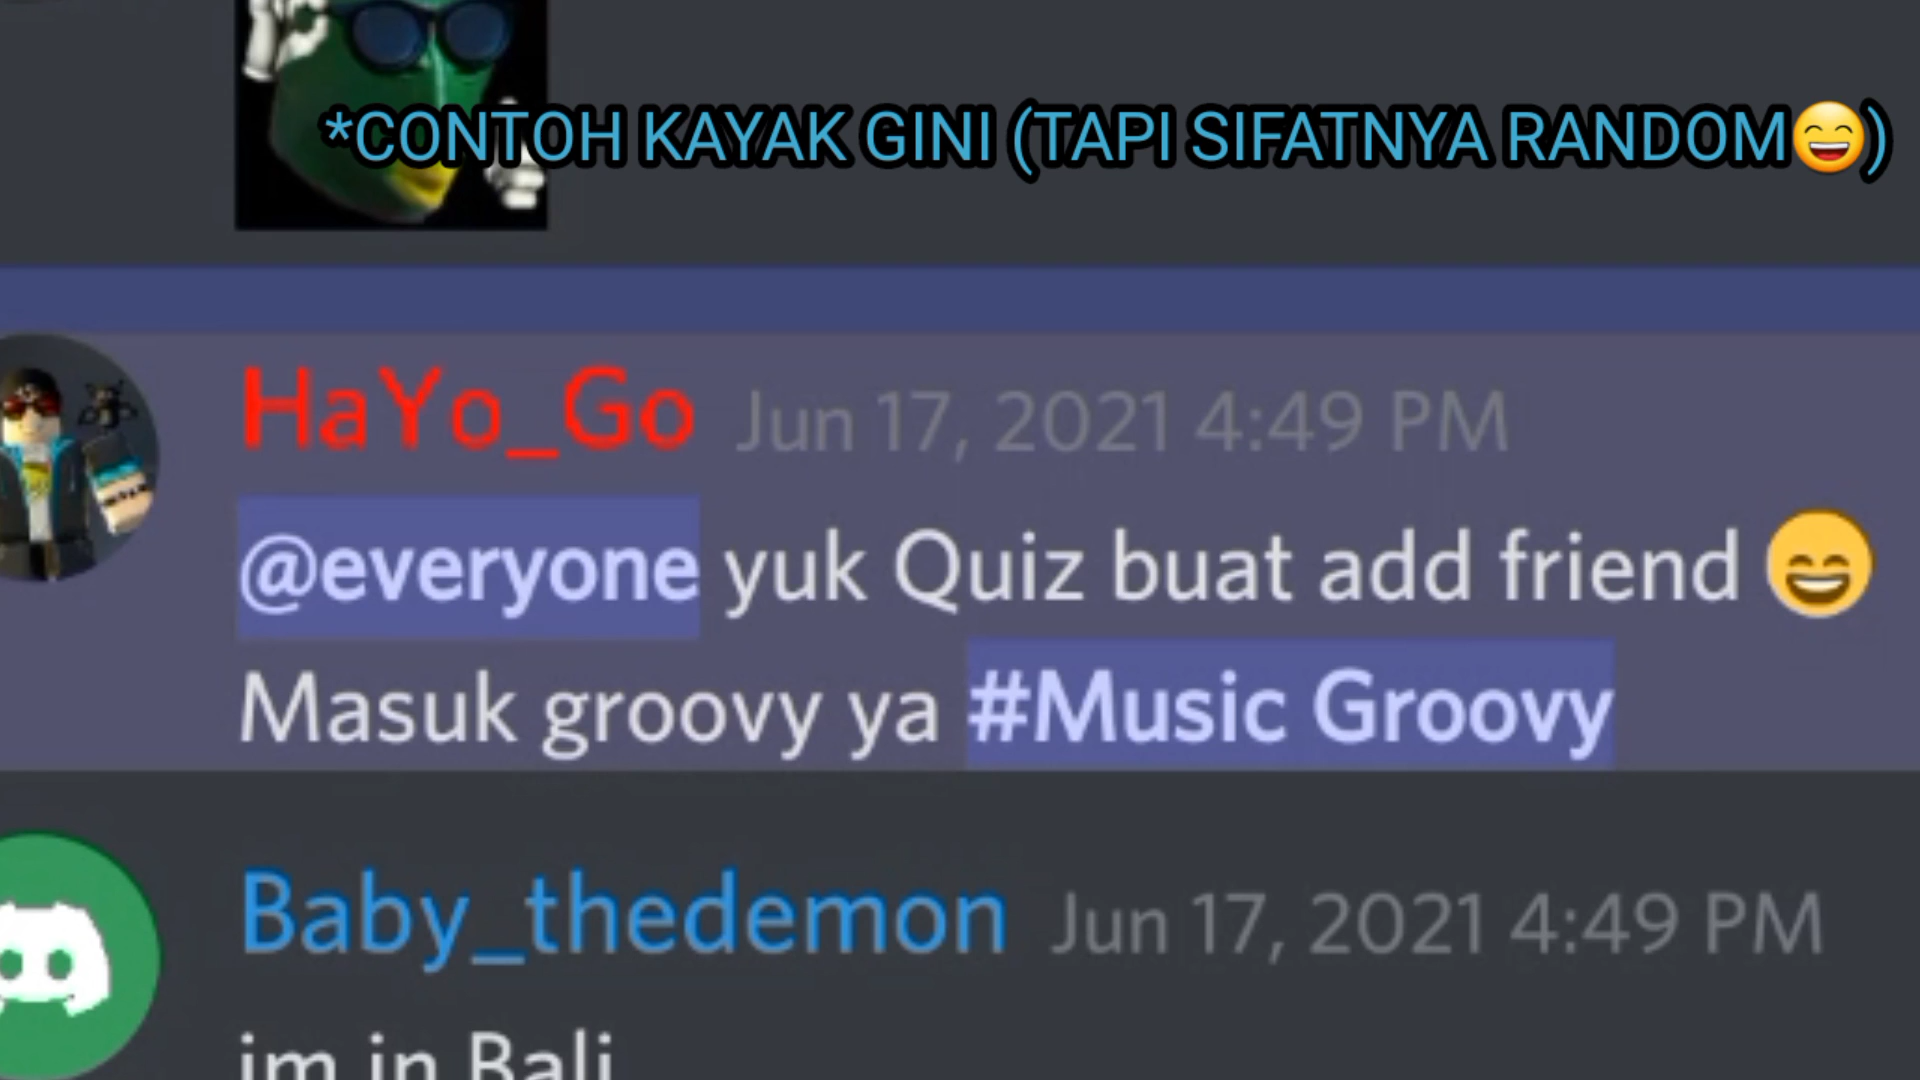 *CONTOH KAYAK GINI (TAPI SIFATNYA RANDOM😄)
HaYo_Go Jun 17, 2021 4:49 PM
@everyone yuk Quiz buat add friend 😄
Masuk groovy ya #Music Groovy
Baby_thedemon Jun 17, 2021 4:49 PM
im in Bali